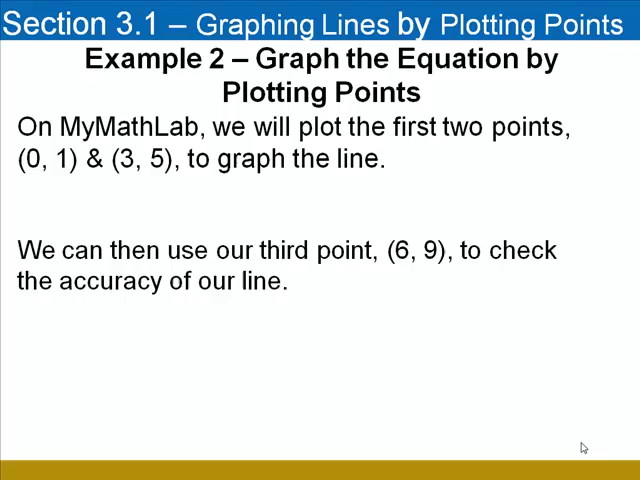 Section 3.1 – Graphing Lines by Plotting Points
Example 2 – Graph the Equation by
Plotting Points
On MyMathLab, we will plot the first two points,
(0, 1) & (3, 5), to graph the line.
We can then use our third point, (6, 9), to check
the accuracy of our line.